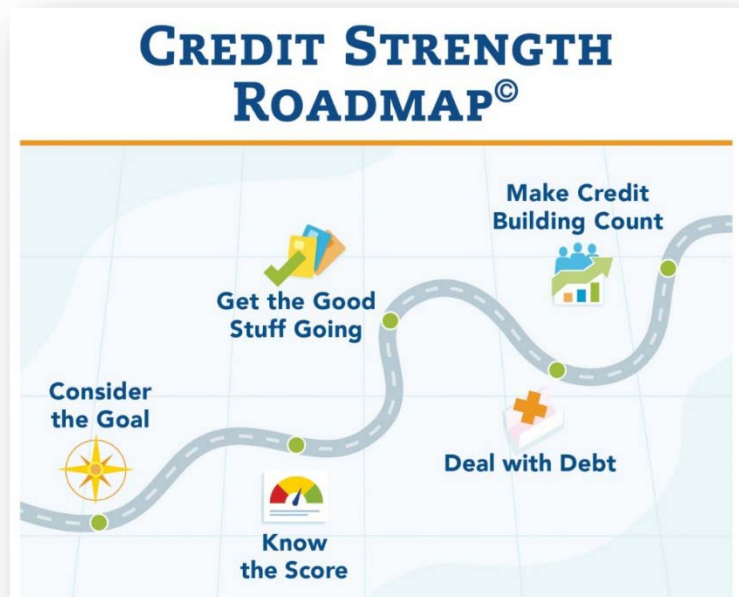 CREDIT STRENGTH
ROADMAP©
Make Credit
Building Count
Get the Good
Stuff Going
Consider
the Goal
Deal with Debt
Know
the Score